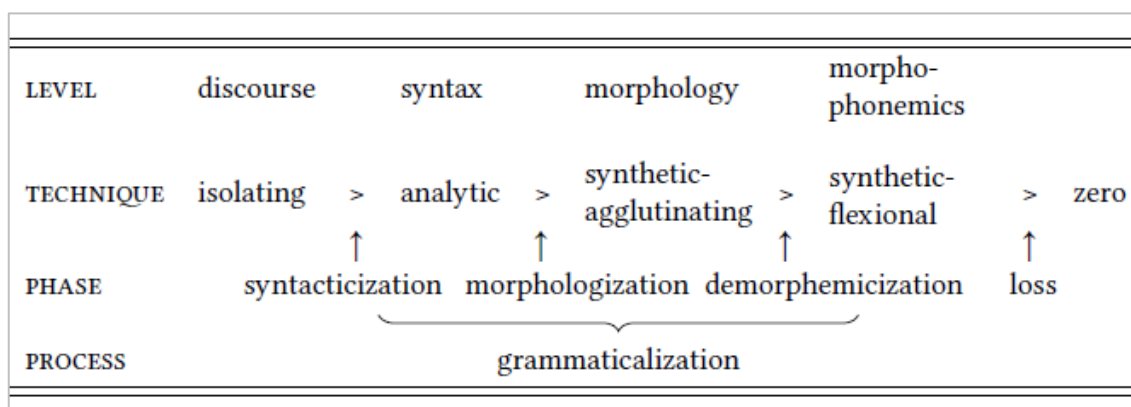 LEVEL discourse syntax morphology morpho-
phonemics
TECHNIQUE isolating > analytic > synthetic-
agglutinating > synthetic-
flexional > zero
↑ ↑ ↑ ↑
PHASE syntacticization morphologization demorphemicization loss
PROCESS grammaticalization